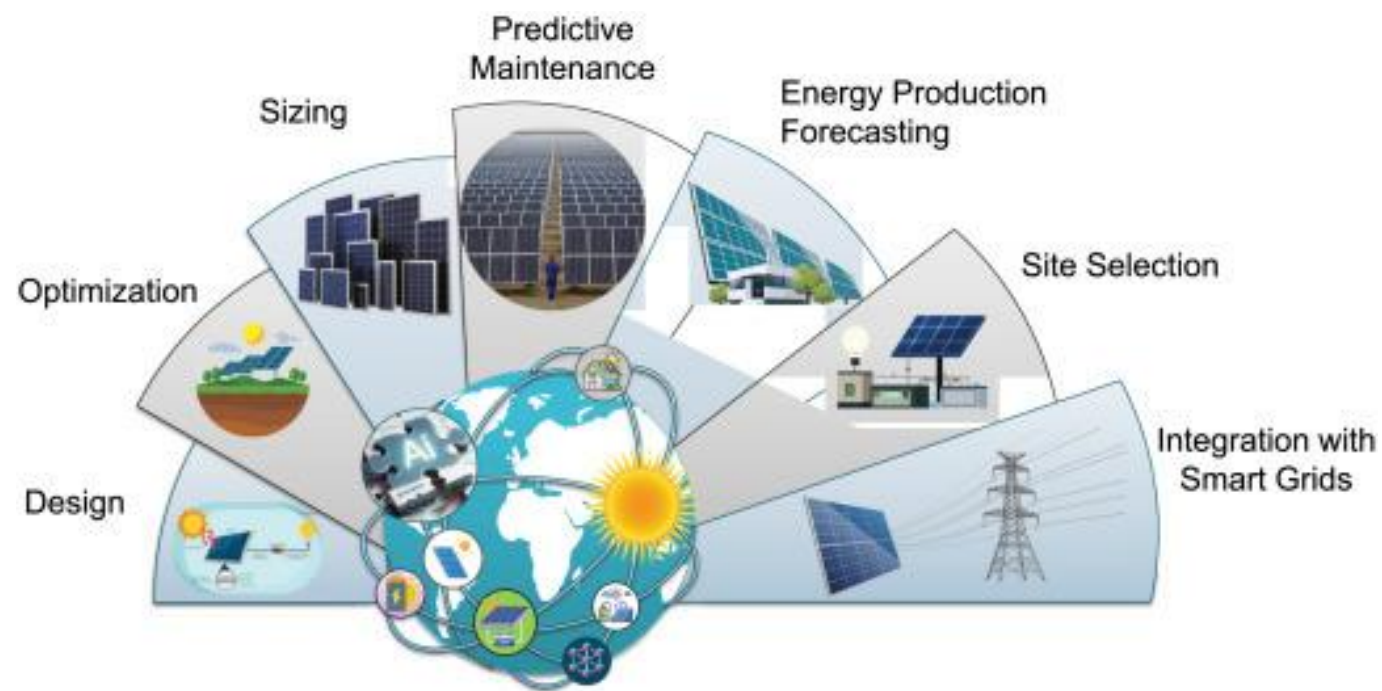 Predictive
Maintenance
Energy Production
Forecasting
Sizing
Site Selection
Optimization
Integration with
Smart Grids
Design
AI